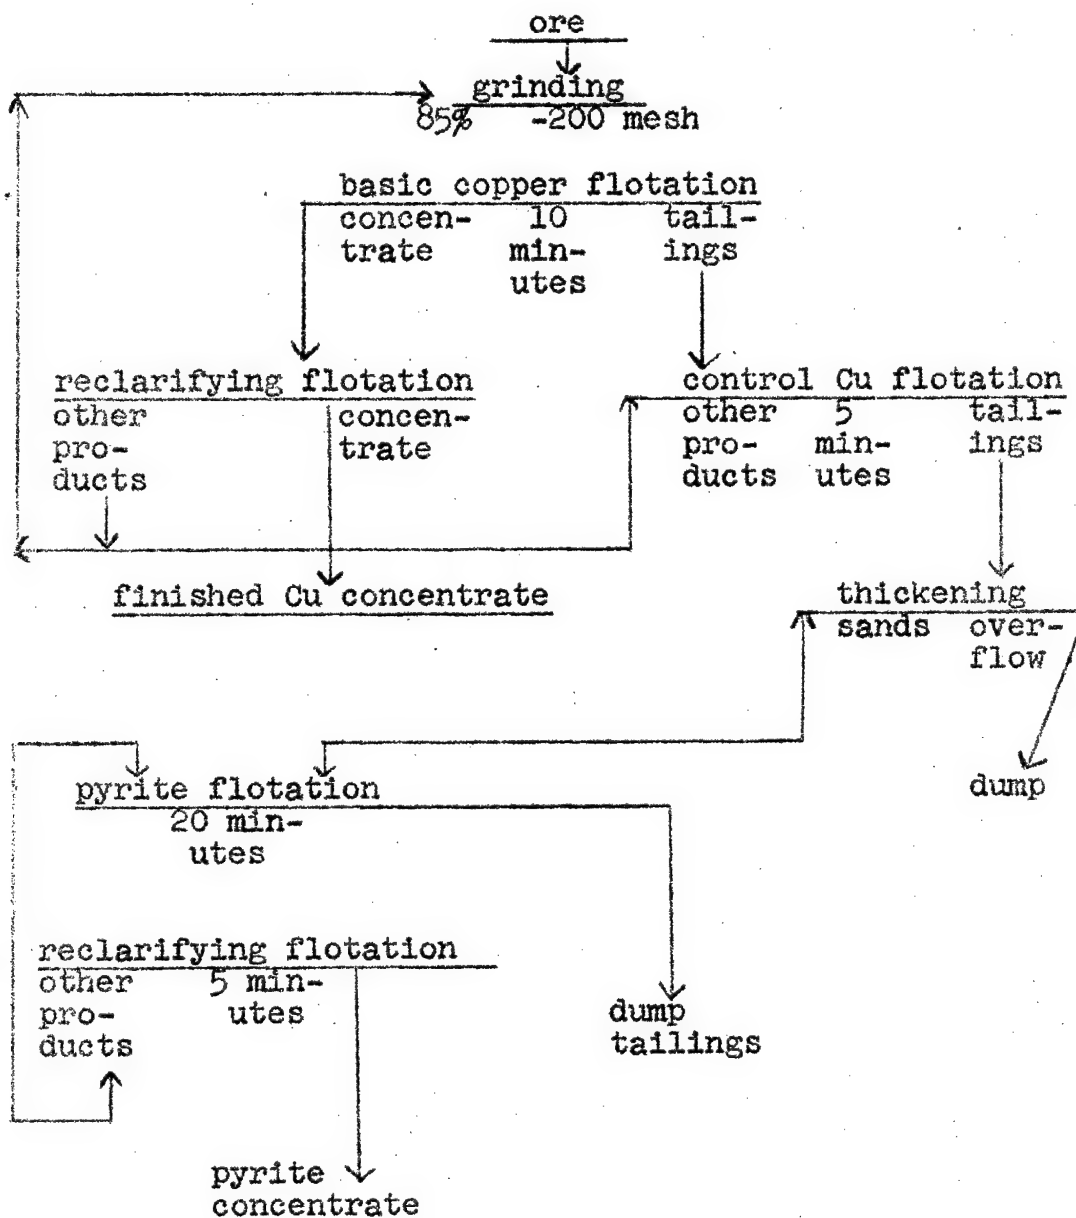 ore
grinding
85% -200 mesh
basic copper flotation
concen- 10 tail-
trate min- ings
utes
reclarifying flotation
other concen-
pro- trate
ducts
control Cu flotation
other 5 tail-
pro- min- ings
ducts utes
finished Cu concentrate
thickening
sands over-
flow
dump
pyrite flotation
20 min-
utes
reclarifying flotation
other 5 min-
pro- utes
ducts
dump
tailings
pyrite
concentrate